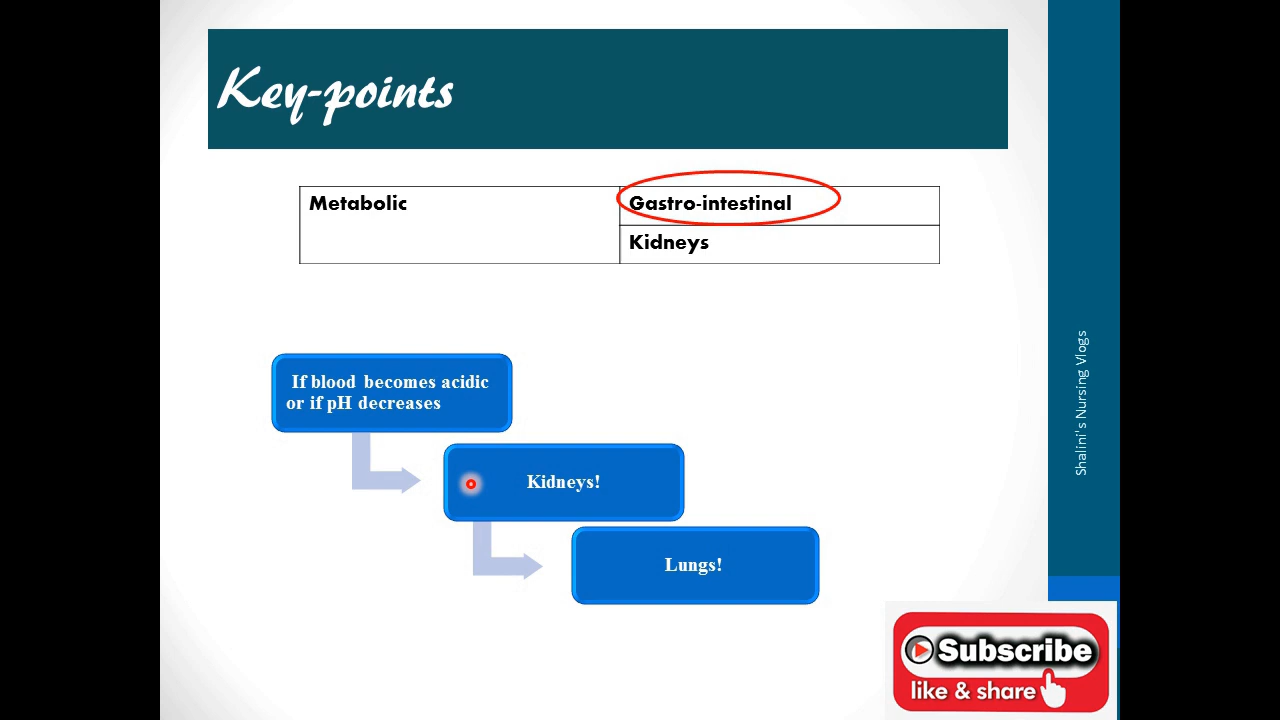 Key-points
Metabolic
Gastro-intestinal
Kidneys
If blood becomes acidic
or if pH decreases
Kidneys!
Lungs!
Shalini's Nursing Vlogs
Subscribe
like & share